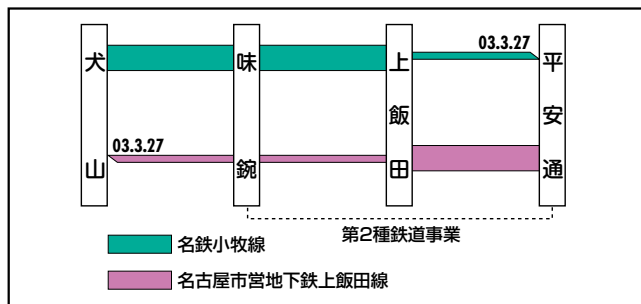 03.3.27
犬山
味鋺
上飯田
平安通
03.3.27
第2種鉄道事業
名鉄小牧線
名古屋市営地下鉄上飯田線